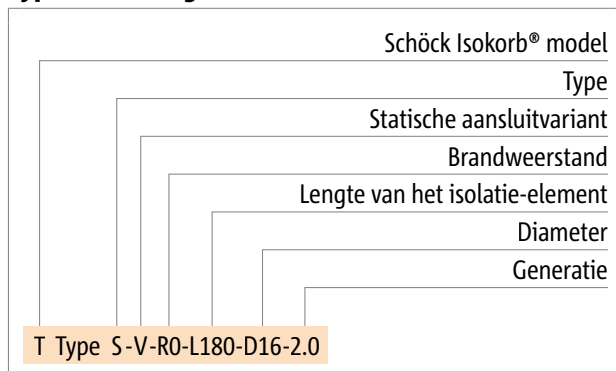 Schöck Isokorb® model
Type
Statische aansluitvariant
Brandweerstand
Lengte van het isolatie-element
Diameter
Generatie
T Type S-V-R0-L180-D16-2.0